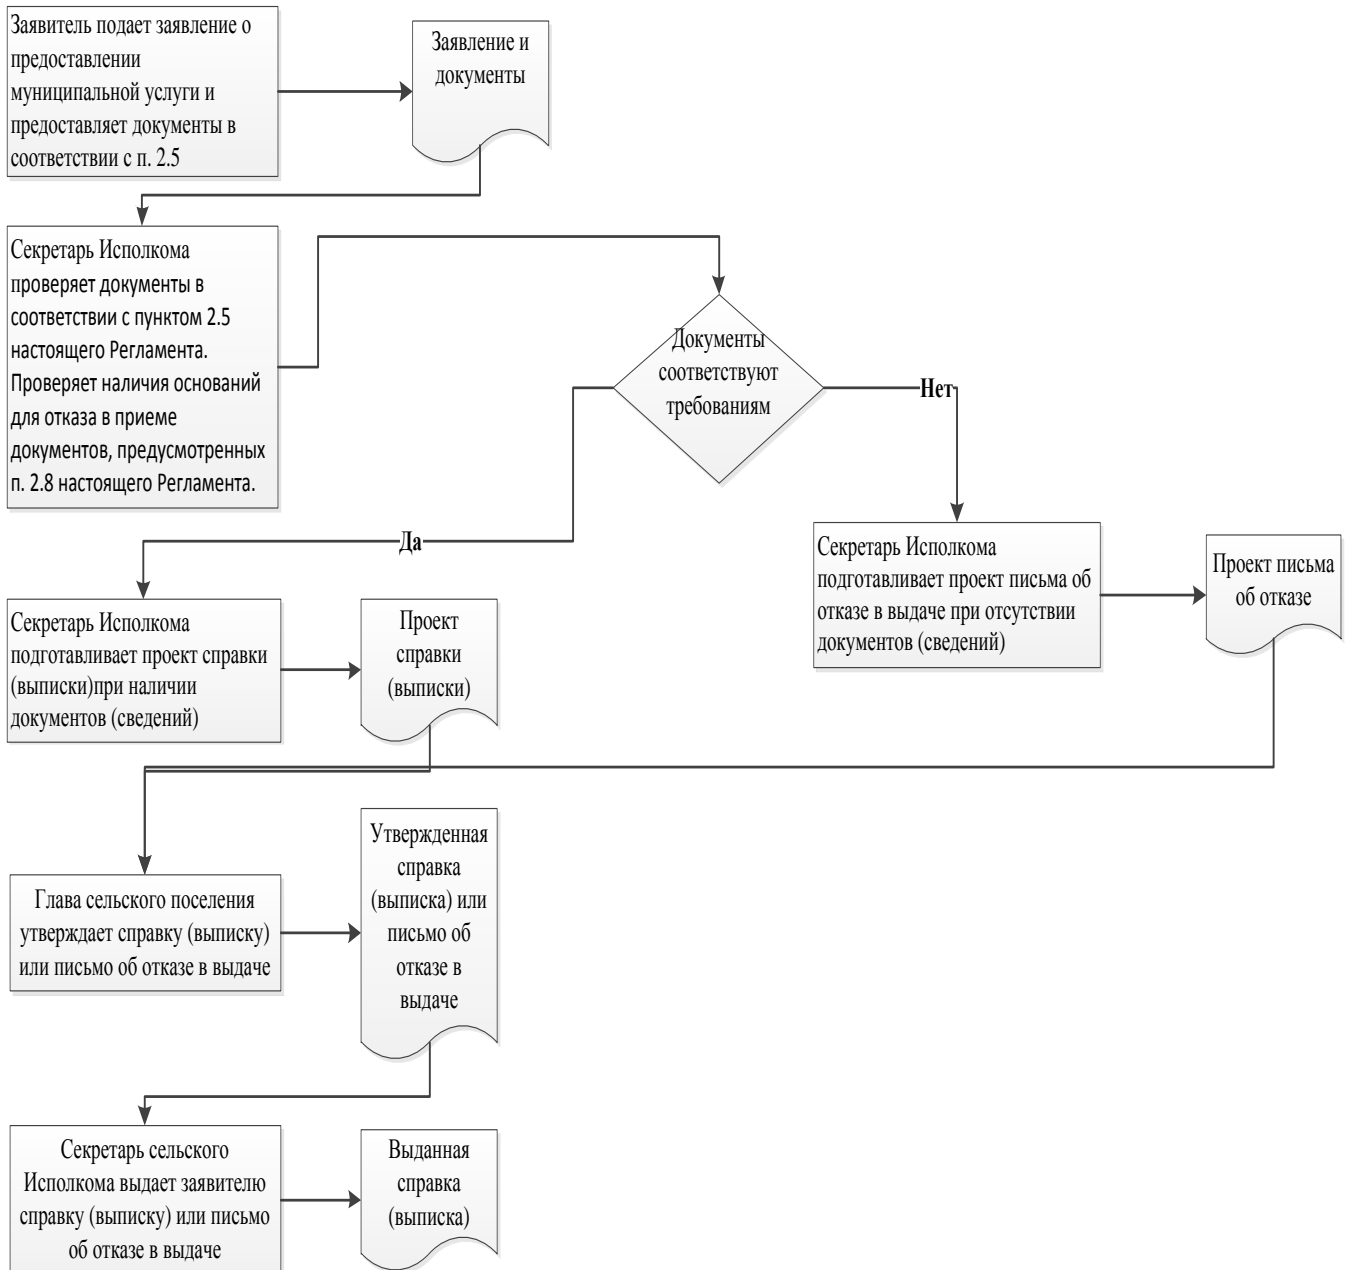 Заявитель подает заявление о
предоставлении
муниципальной услуги и
предоставляет документы в
соответствии с п. 2.5
Заявление и
документы
Секретарь Исполкома
проверяет документы в
соответствии с пунктом 2.5
настоящего Регламента.
Проверяет наличия оснований
для отказа в приеме
документов, предусмотренных
п. 2.8 настоящего Регламента.
Документы
соответствуют
требованиям
Нет
Да
Секретарь Исполкома
подготавливает проект письма об
отказе в выдаче при отсутствии
документов (сведений)
Проект письма
об отказе
Секретарь Исполкома
подготавливает проект справки
(выписки)при наличии
документов (сведений)
Проект
справки
(выписки)
Глава сельского поселения
утверждает справку (выписку)
или письмо об отказе в выдаче
Утвержденная
справка
(выписка) или
письмо об
отказе в
выдаче
Секретарь сельского
Исполкома выдает заявителю
справку (выписку) или письмо
об отказе в выдаче
Выданная
справка
(выписка)